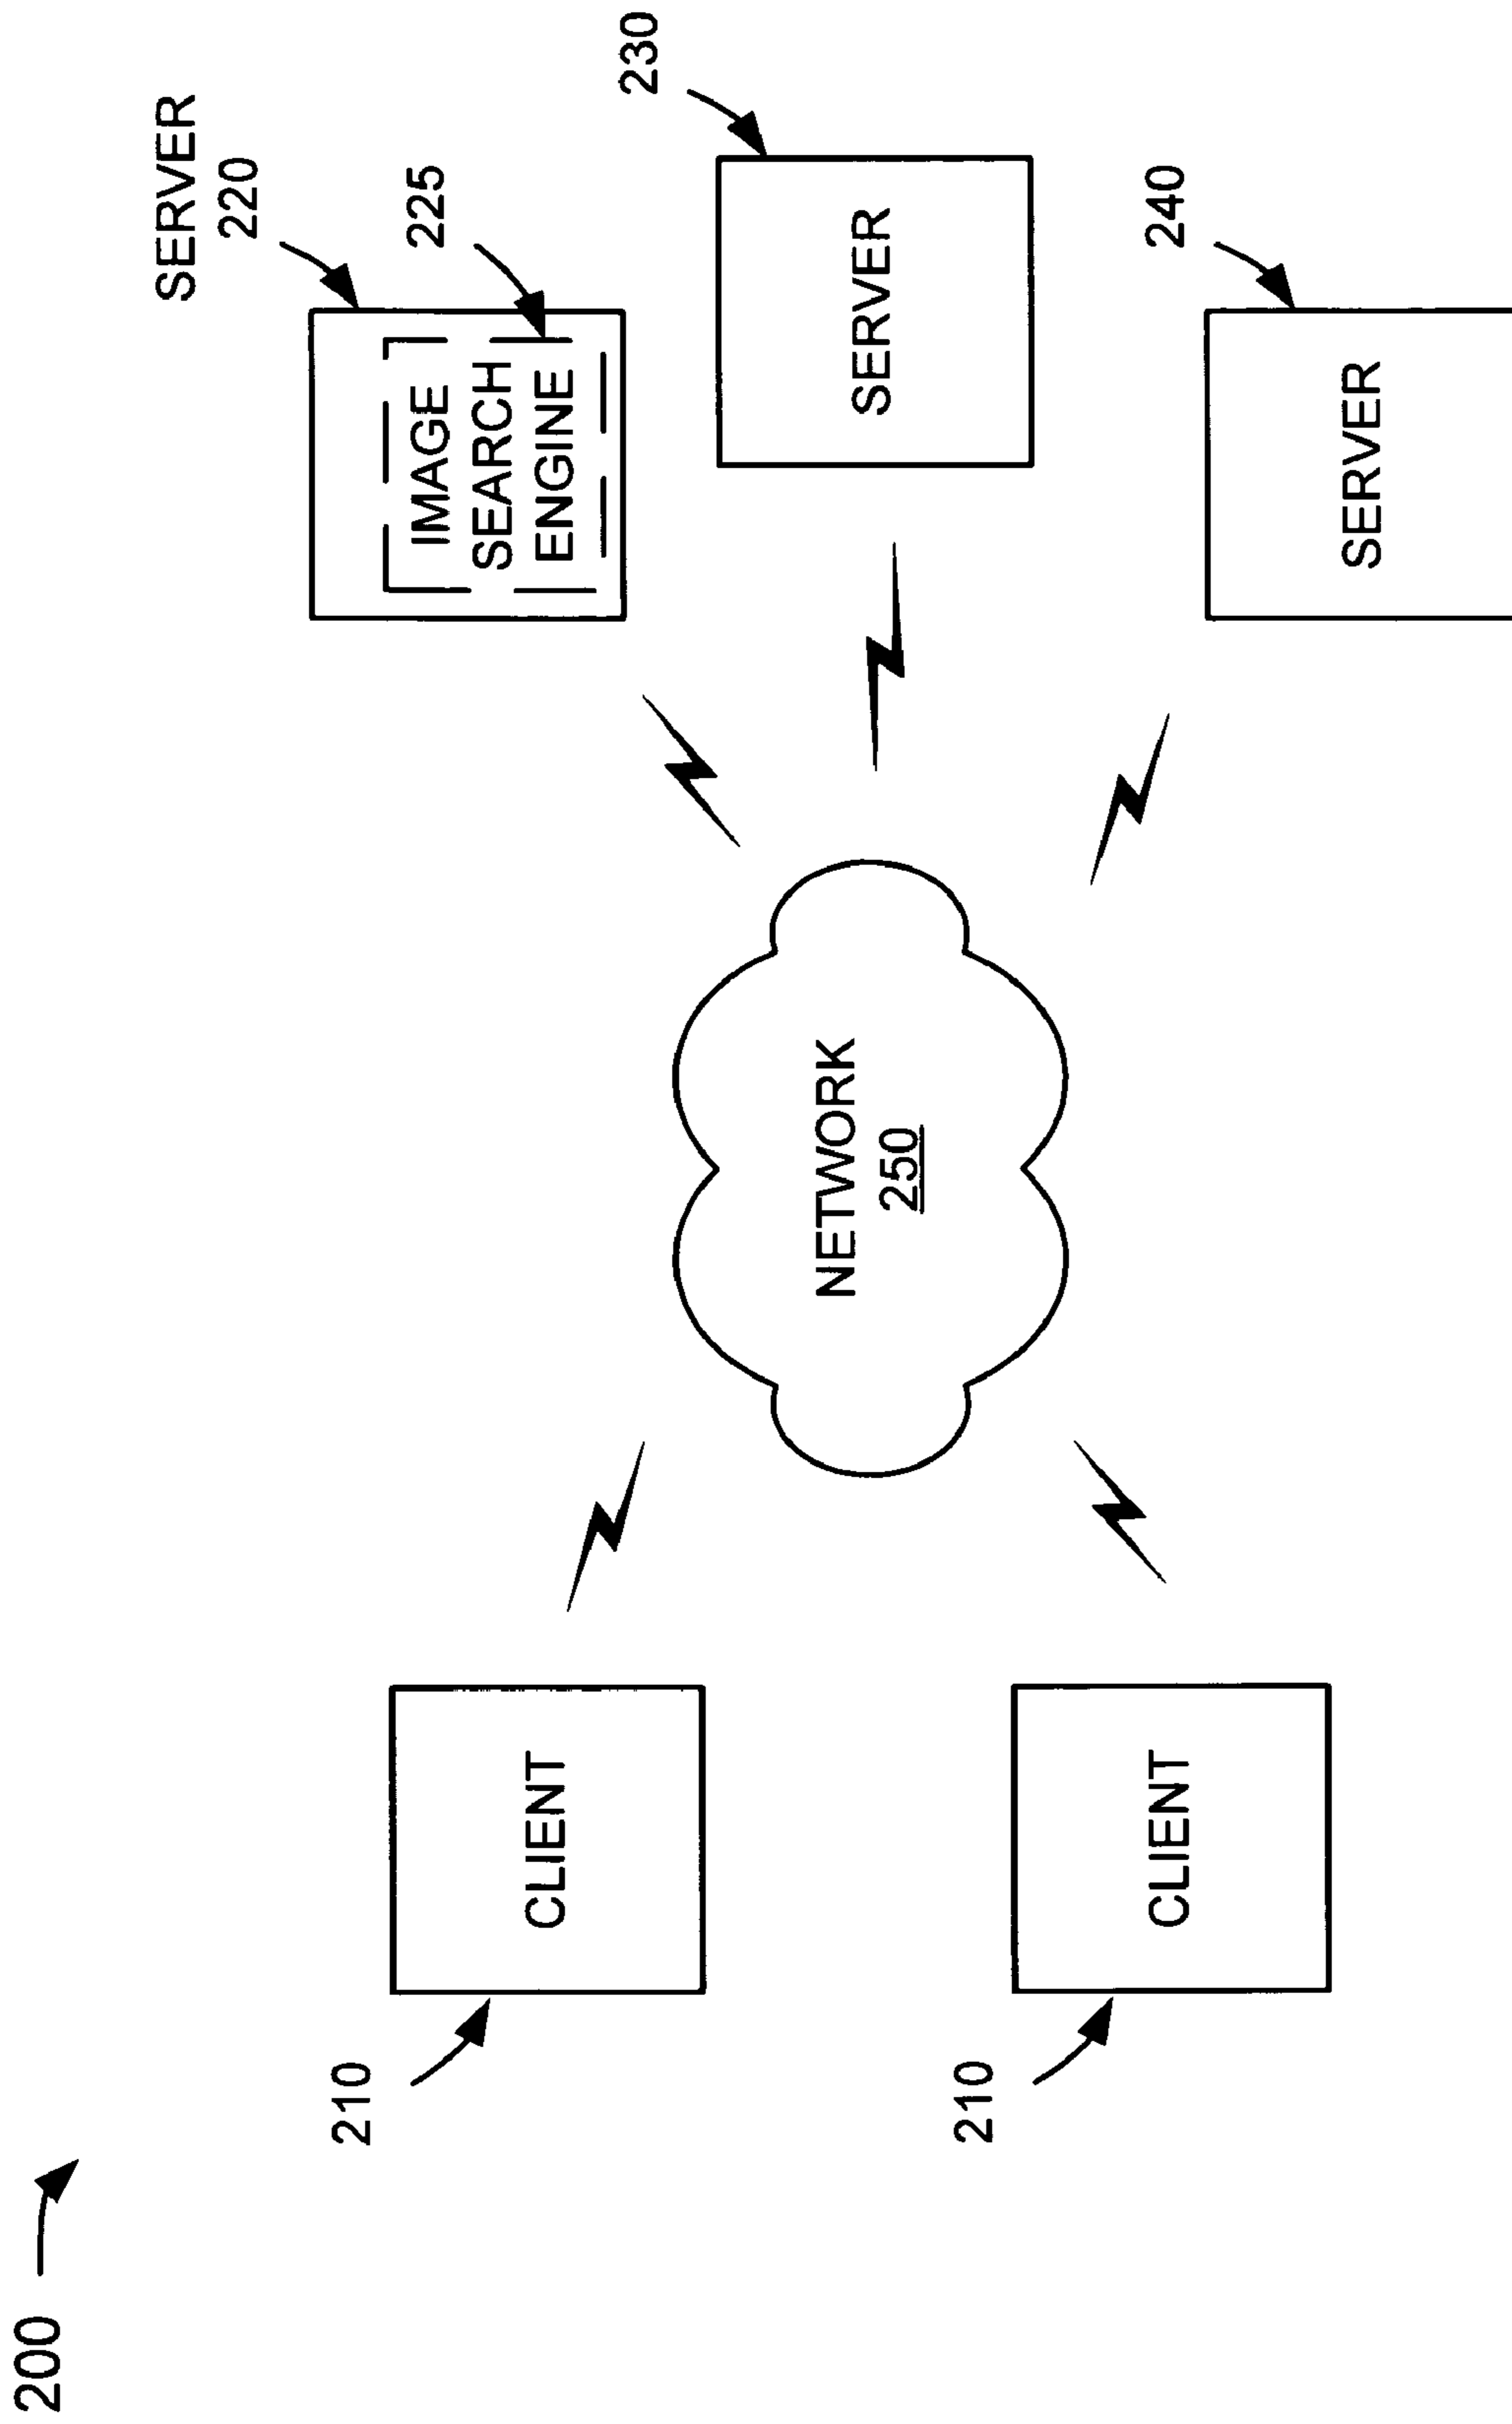 200
SERVER
220
225
IMAGE
SEARCH
ENGINE
210
CLIENT
230
NETWORK
250
SERVER
210
CLIENT
240
SERVER